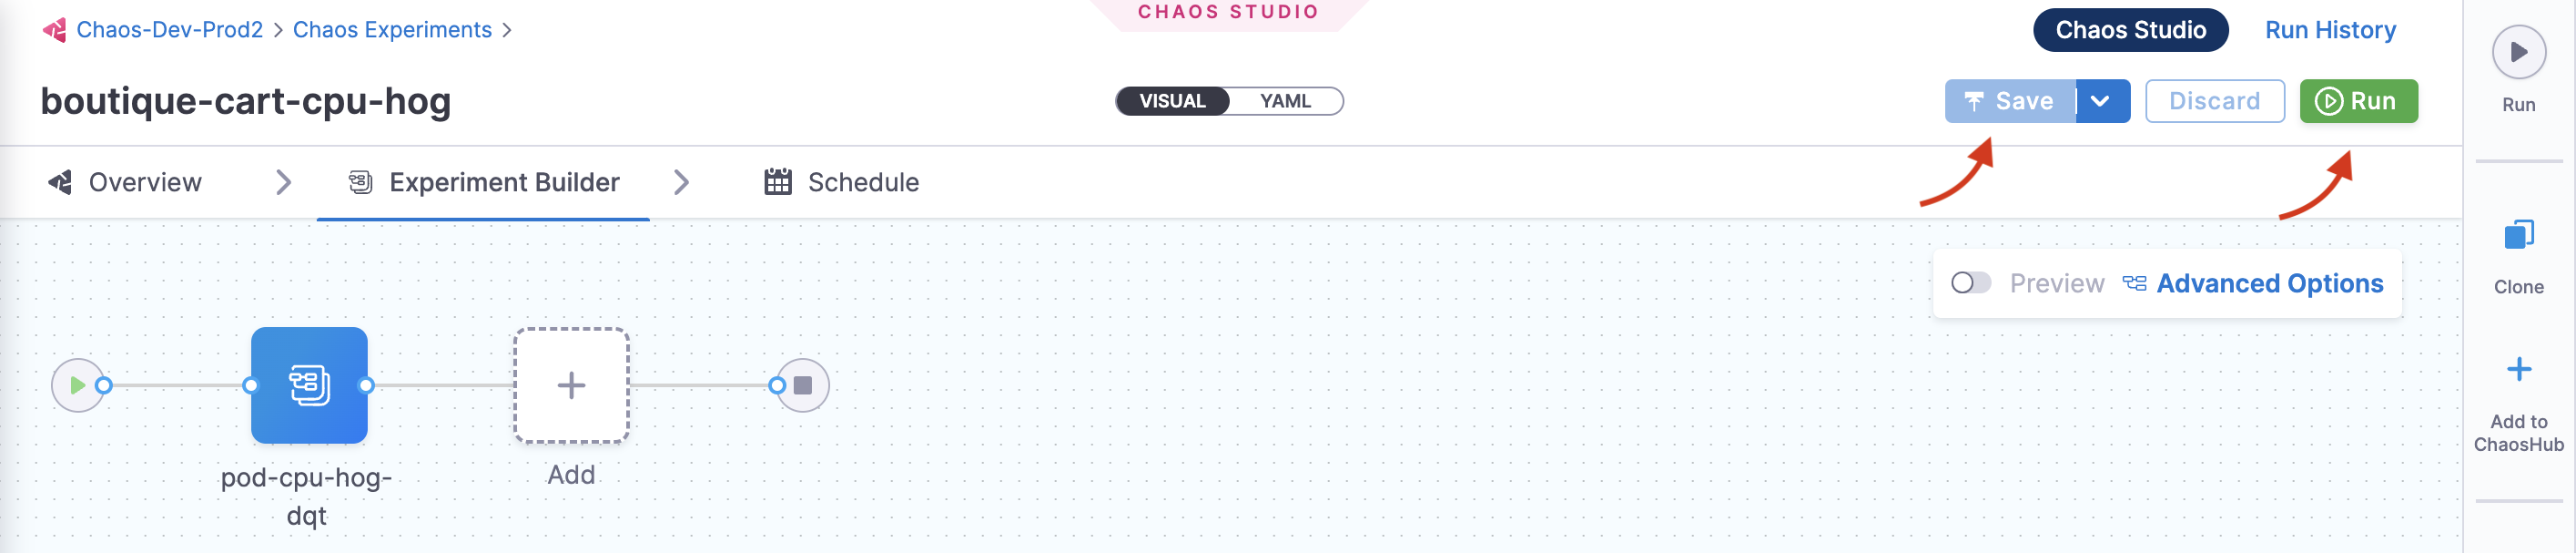 CHAOS STUDIO
Chaos-Dev-Prod2 > Chaos Experiments >
Chaos Studio
Run History
boutique-cart-cpu-hog
VISUAL
YAML
Save
Discard
Run
Overview
Experiment Builder
Schedule
Preview
Advanced Options
pod-cpu-hog-
dqt
Add
Run
Clone
Add to
ChaosHub